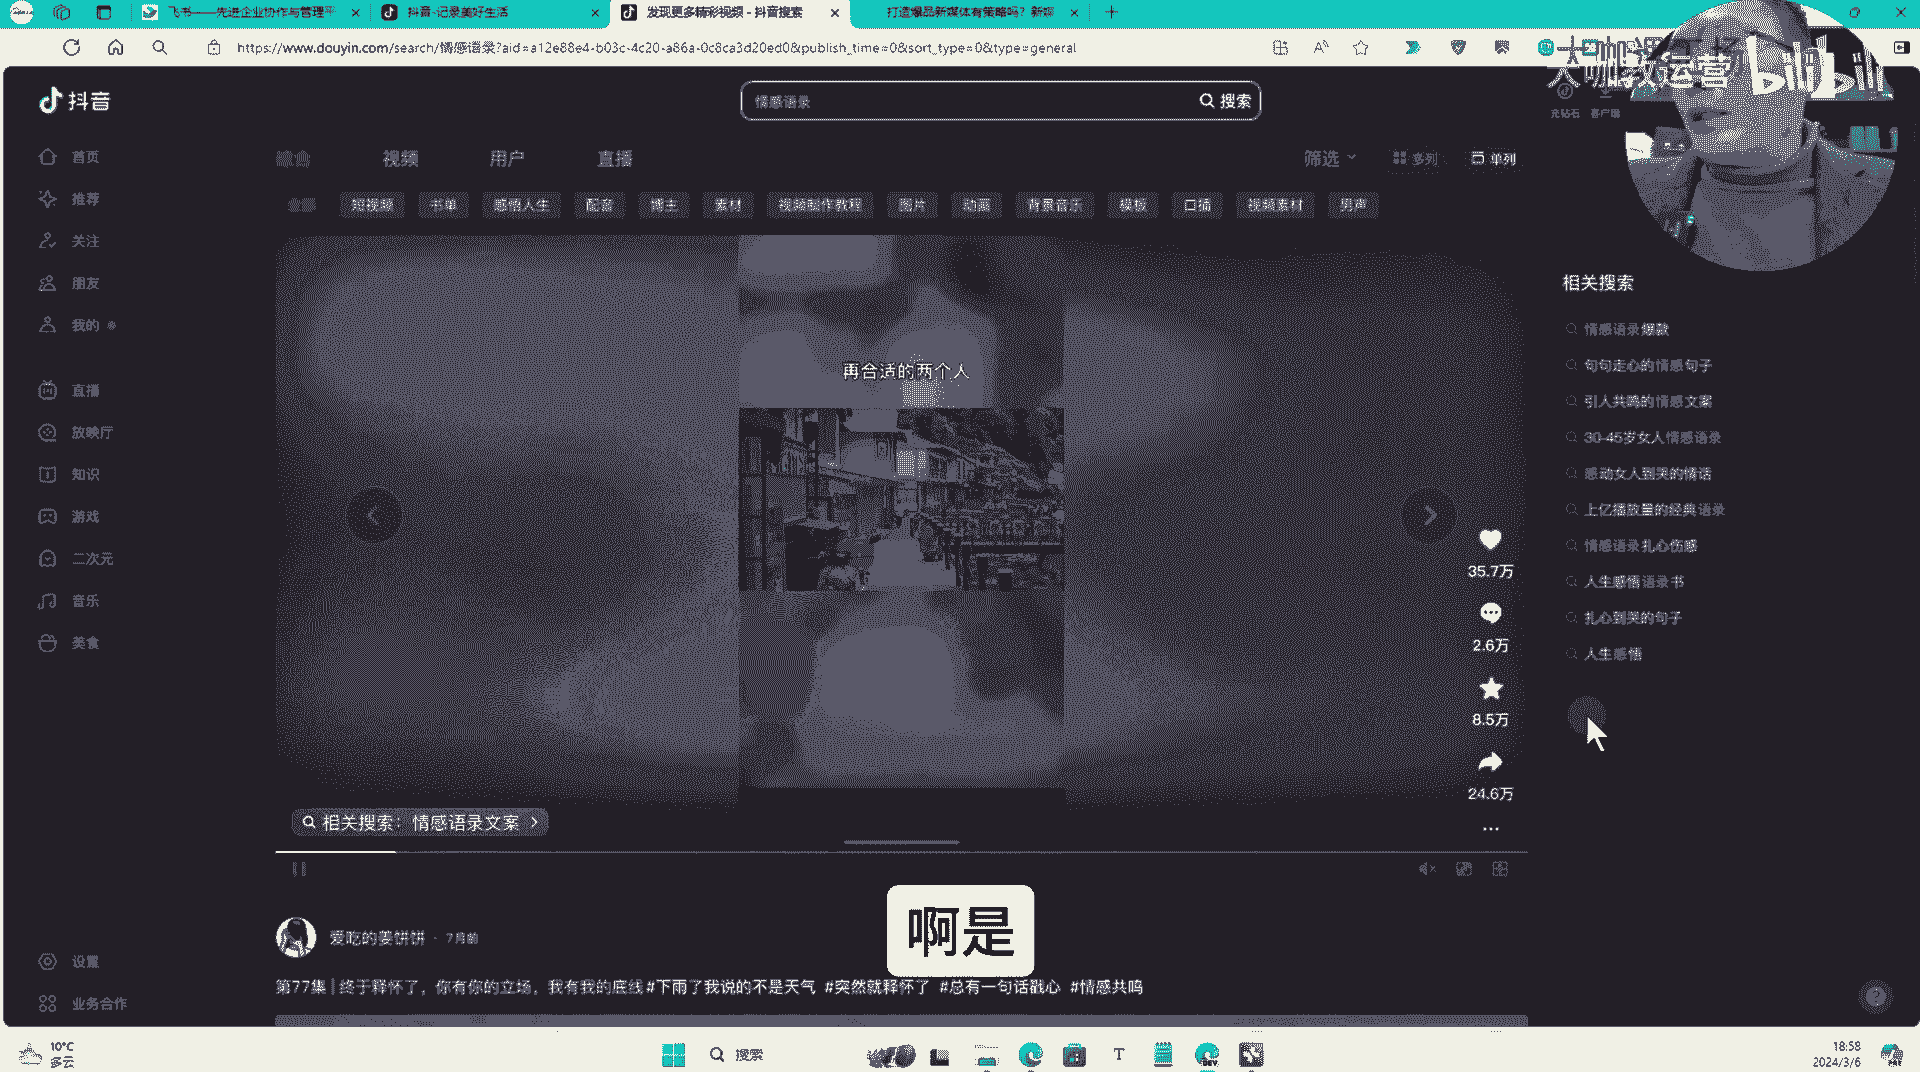 飞书——先进企业协作与管理平
抖音-记录美好生活
发现更多精彩视频 - 抖音搜索
打造爆品新媒体有策略吗？新媒
https://www.douyin.com/search/情感语录?aid=a12e88e4-b03c-4c20-a86a-0c8ca3d20ed0&publish_time=0&sort_type=0&type=general
大咖教运营 bilibili
抖音
情感语录
搜索
充钻石
客户端
首页
推荐
关注
朋友
我的
直播
放映厅
知识
游戏
二次元
音乐
美食
设置
业务合作
综合
视频
用户
直播
筛选
多列
单列
短视频
书单
感悟人生
配音
博主
素材
视频制作教程
图片
动画
背景音乐
模板
口播
视频素材
男声
再合适的两个人
35.7万
2.6万
8.5万
24.6万
相关搜索：情感语录文案
相关搜索
情感语录爆款
句句走心的情感句子
引人共鸣的情感文案
30-45岁女人情感语录
感动女人到哭的情话
上亿播放量的经典语录
情感语录扎心伤感
人生感悟语录书
扎心到哭的句子
人生感悟
啊是
爱吃的姜饼饼 · 7月前
第77集 | 终于释怀了，你有你的立场，我有我的底线 #下雨了我说的不是天气 #突然就释怀了 #总有一句话戳心 #情感共鸣
10°C
多云
搜索
18:58
2024/3/6